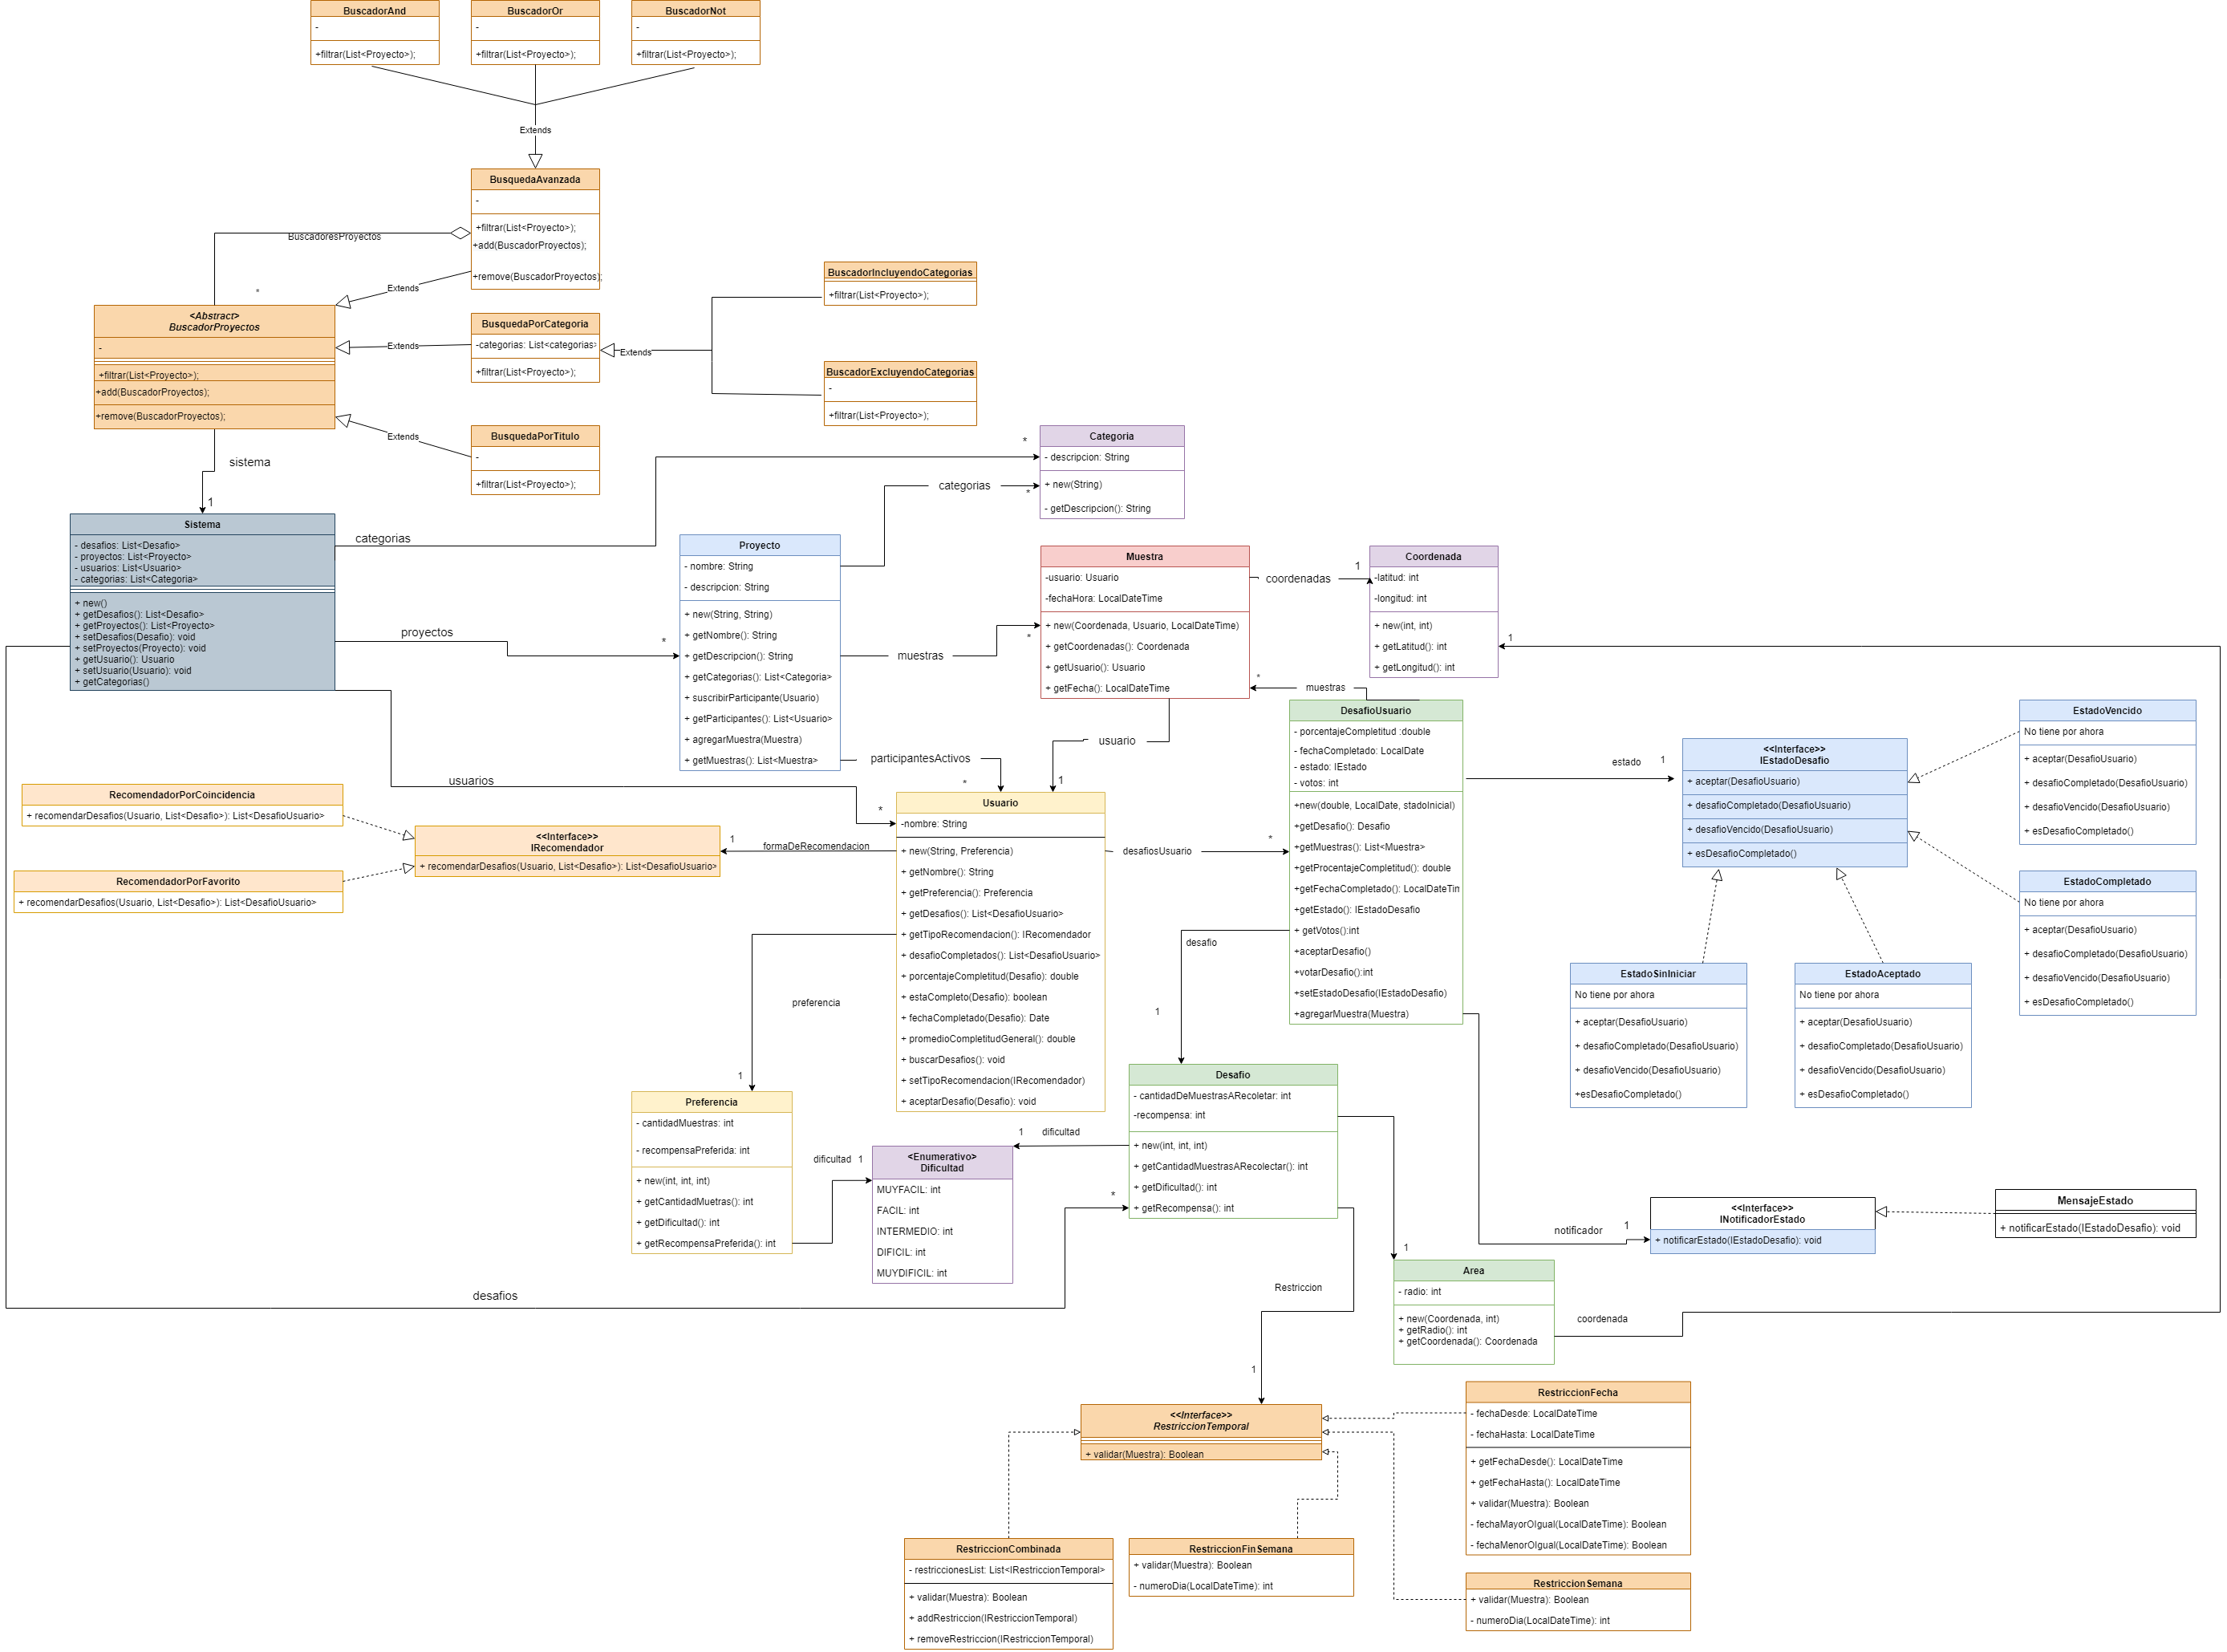 BuscadorAnd
-
+filtrar(List<Proyecto>);
BuscadorOr
-
+filtrar(List<Proyecto>);
BuscadorNot
-
+filtrar(List<Proyecto>);
Extends
BusquedaAvanzada
-
+filtrar(List<Proyecto>);
+add(BuscadorProyectos);
+remove(BuscadorProyectos);
BuscadoresProyectos
*
Extends
<Abstract>
BuscadorProyectos
-
+filtrar(List<Proyecto>);
+add(BuscadorProyectos);
+remove(BuscadorProyectos);
Extends
BusquedaPorCategoria
-categorias: List<categorias>
+filtrar(List<Proyecto>);
Extends
BuscadorIncluyendoCategorias
+filtrar(List<Proyecto>);
BuscadorExcluyendoCategorias
-
+filtrar(List<Proyecto>);
Extends
BusquedaPorTitulo
-
+filtrar(List<Proyecto>);
sistema
1
Sistema
- desafios: List<Desafio>
- proyectos: List<Proyecto>
- usuarios: List<Usuario>
- categorias: List<Categoria>
+ new()
+ getDesafios(): List<Desafio>
+ getProyectos(): List<Proyecto>
+ setDesafios(Desafio): void
+ setProyectos(Proyecto): void
+ getUsuario(): Usuario
+ setUsuario(Usuario): void
+ getCategorias()
categorias
*
Categoria
- descripcion: String
+ new(String)
- getDescripcion(): String
categorias
*
proyectos
*
Proyecto
- nombre: String
- descripcion: String
+ new(String, String)
+ getNombre(): String
+ getDescripcion(): String
+ getCategorias(): List<Categoria>
+ suscribirParticipante(Usuario)
+ getParticipantes(): List<Usuario>
+ agregarMuestra(Muestra)
+ getMuestras(): List<Muestra>
muestras
*
Muestra
-usuario: Usuario
-fechaHora: LocalDateTime
+ new(Coordenada, Usuario, LocalDateTime)
+ getCoordenadas(): Coordenada
+ getUsuario(): Usuario
+ getFecha(): LocalDateTime
coordenadas
1
Coordenada
-latitud: int
-longitud: int
+ new(int, int)
+ getLatitud(): int
+ getLongitud(): int
1
muestras
*
usuario
1
participantesActivos
*
usuarios
*
RecomendadorPorCoincidencia
+ recomendarDesafios(Usuario, List<Desafio>): List<DesafioUsuario>
RecomendadorPorFavorito
+ recomendarDesafios(Usuario, List<Desafio>): List<DesafioUsuario>
<<Interface>>
IRecomendador
+ recomendarDesafios(Usuario, List<Desafio>): List<DesafioUsuario>
1
formaDeRecomendacion
Usuario
-nombre: String
+ new(String, Preferencia)
+ getNombre(): String
+ getPreferencia(): Preferencia
+ getDesafios(): List<DesafioUsuario>
+ getTipoRecomendacion(): IRecomendador
+ desafioCompletados(): List<DesafioUsuario>
+ porcentajeCompletitud(Desafio): double
+ estaCompleto(Desafio): boolean
+ fechaCompletado(Desafio): Date
+ promedioCompletitudGeneral(): double
+ buscarDesafios(): void
+ setTipoRecomendacion(IRecomendador)
+ aceptarDesafio(Desafio): void
desafiosUsuario
*
DesafioUsuario
- porcentajeCompletitud :double
- fechaCompletado: LocalDate
- estado: IEstado
- votos: int
+new(double, LocalDate, stadoInicial)
+getDesafio(): Desafio
+getMuestras(): List<Muestra>
+getProcentajeCompletitud(): double
+getFechaCompletado(): LocalDateTim
+getEstado(): IEstadoDesafio
+ getVotos():int
+aceptarDesafio()
+votarDesafio():int
+setEstadoDesafio(IEstadoDesafio)
+agregarMuestra(Muestra)
estado
1
<<Interface>>
IEstadoDesafio
+ aceptar(DesafioUsuario)
+ desafioCompletado(DesafioUsuario)
+ desafioVencido(DesafioUsuario)
+ esDesafioCompletado()
EstadoVencido
No tiene por ahora
+ aceptar(DesafioUsuario)
+ desafioCompletado(DesafioUsuario)
+ desafioVencido(DesafioUsuario)
+ esDesafioCompletado()
EstadoCompletado
No tiene por ahora
+ aceptar(DesafioUsuario)
+ desafioCompletado(DesafioUsuario)
+ desafioVencido(DesafioUsuario)
+ esDesafioCompletado()
EstadoSinIniciar
No tiene por ahora
+ aceptar(DesafioUsuario)
+ desafioCompletado(DesafioUsuario)
+ desafioVencido(DesafioUsuario)
+esDesafioCompletado()
EstadoAceptado
No tiene por ahora
+ aceptar(DesafioUsuario)
+ desafioCompletado(DesafioUsuario)
+ desafioVencido(DesafioUsuario)
+ esDesafioCompletado()
preferencia
1
desafio
1
Preferencia
- cantidadMuestras: int
- recompensaPreferida: int
+ new(int, int, int)
+ getCantidadMuetras(): int
+ getDificultad(): int
+ getRecompensaPreferida(): int
dificultad 1
<Enumerativo>
Dificultad
MUYFACIL: int
FACIL: int
INTERMEDIO: int
DIFICIL: int
MUYDIFICIL: int
1 dificultad
Desafio
- cantidadDeMuestrasARecoletar: int
-recompensa: int
+ new(int, int, int)
+ getCantidadMuestrasARecolectar(): int
+ getDificultad(): int
+ getRecompensa(): int
*
desafios
notificador
1
<<Interface>>
INotificadorEstado
+ notificarEstado(IEstadoDesafio): void
MensajeEstado
+ notificarEstado(IEstadoDesafio): void
1
Area
- radio: int
+ new(Coordenada, int)
+ getRadio(): int
+ getCoordenada(): Coordenada
coordenada
Restriccion
1
<<Interface>>
RestriccionTemporal
+ validar(Muestra): Boolean
RestriccionFecha
- fechaDesde: LocalDateTime
- fechaHasta: LocalDateTime
+ getFechaDesde(): LocalDateTime
+ getFechaHasta(): LocalDateTime
+ validar(Muestra): Boolean
- fechaMayorOIgual(LocalDateTime): Boolean
- fechaMenorOIgual(LocalDateTime): Boolean
RestriccionCombinada
- restriccionesList: List<IRestriccionTemporal>
+ validar(Muestra): Boolean
+ addRestriccion(IRestriccionTemporal)
+ removeRestriccion(IRestriccionTemporal)
RestriccionFinSemana
+ validar(Muestra): Boolean
- numeroDia(LocalDateTime): int
RestriccionSemana
+ validar(Muestra): Boolean
- numeroDia(LocalDateTime): int